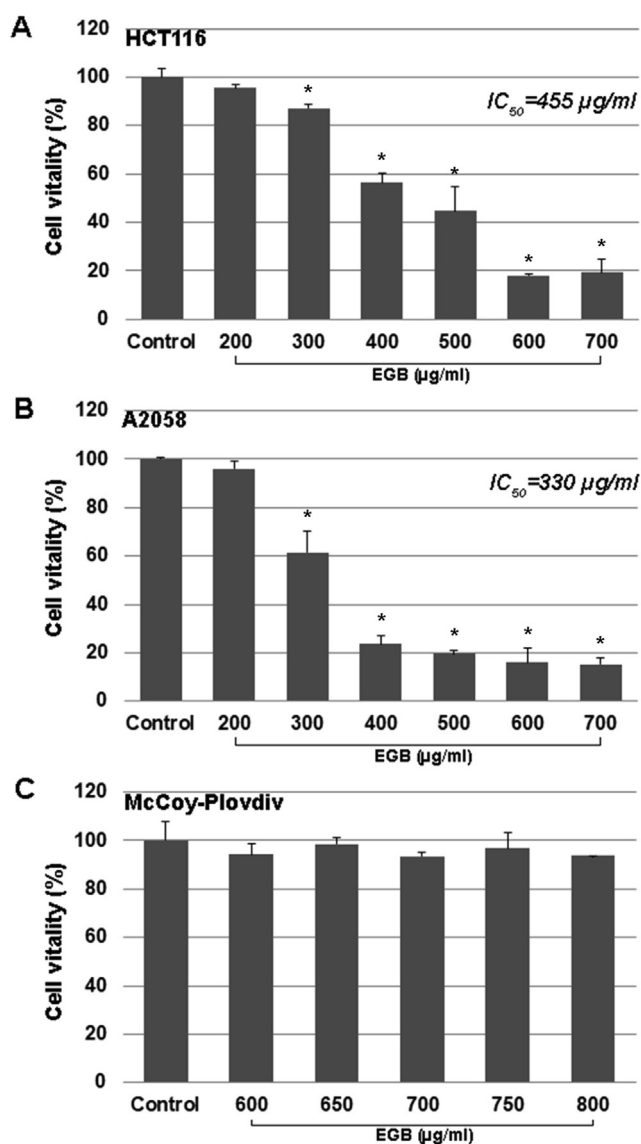 A
HCT116
Cell vitality (%)
120
100
80
60
40
20
0
IC50=455 µg/ml
* * * * *
Control 200 300 400 500 600 700
EGB (µg/ml)
B
A2058
Cell vitality (%)
120
100
80
60
40
20
0
IC50=330 µg/ml
* * * * *
Control 200 300 400 500 600 700
EGB (µg/ml)
C
McCoy-Plovdiv
Cell vitality (%)
120
100
80
60
40
20
0
Control 600 650 700 750 800
EGB (µg/ml)